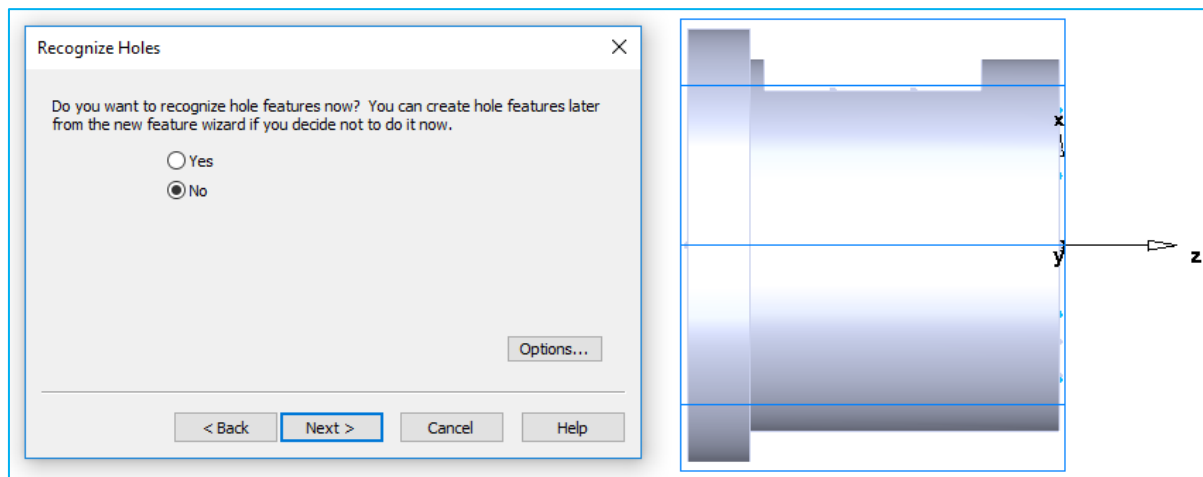 Recognize Holes
Do you want to recognize hole features now? You can create hole features later
from the new feature wizard if you decide not to do it now.
Yes
No
Options...
< Back
Next >
Cancel
Help
x
y
z